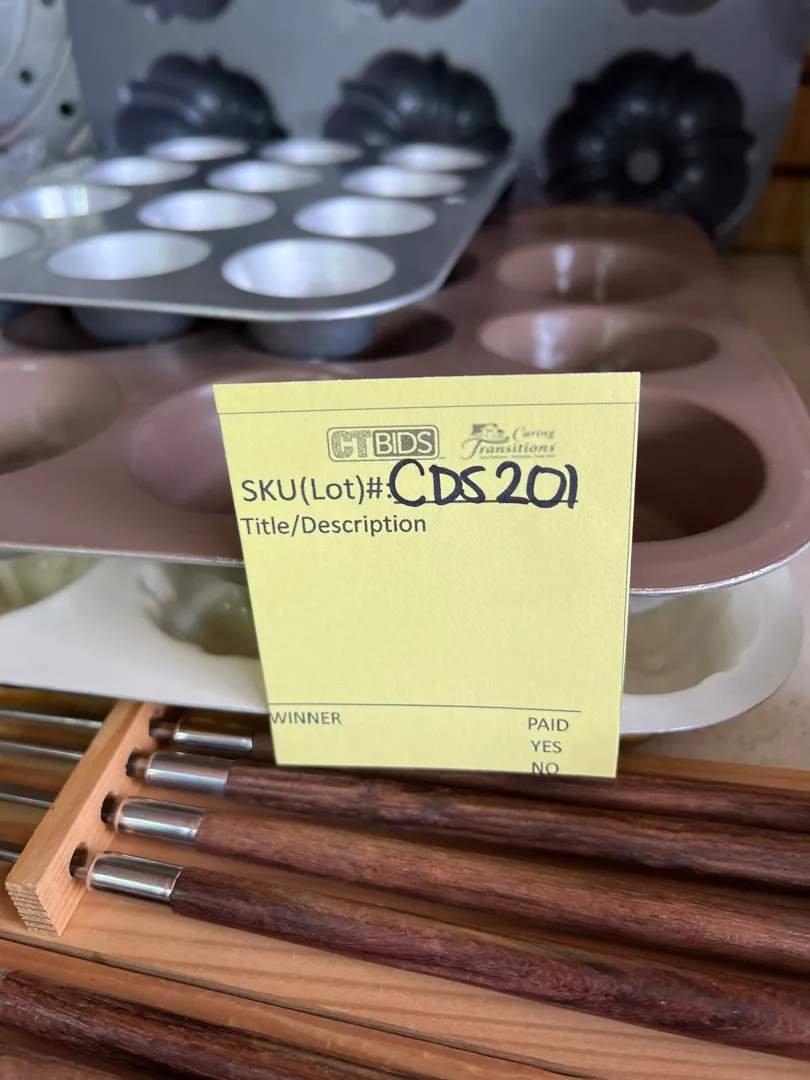 CTBIDS
Caring
Transitions
SKU(Lot)#:CDS201
Title/Description
WINNER
PAID
YES
NO